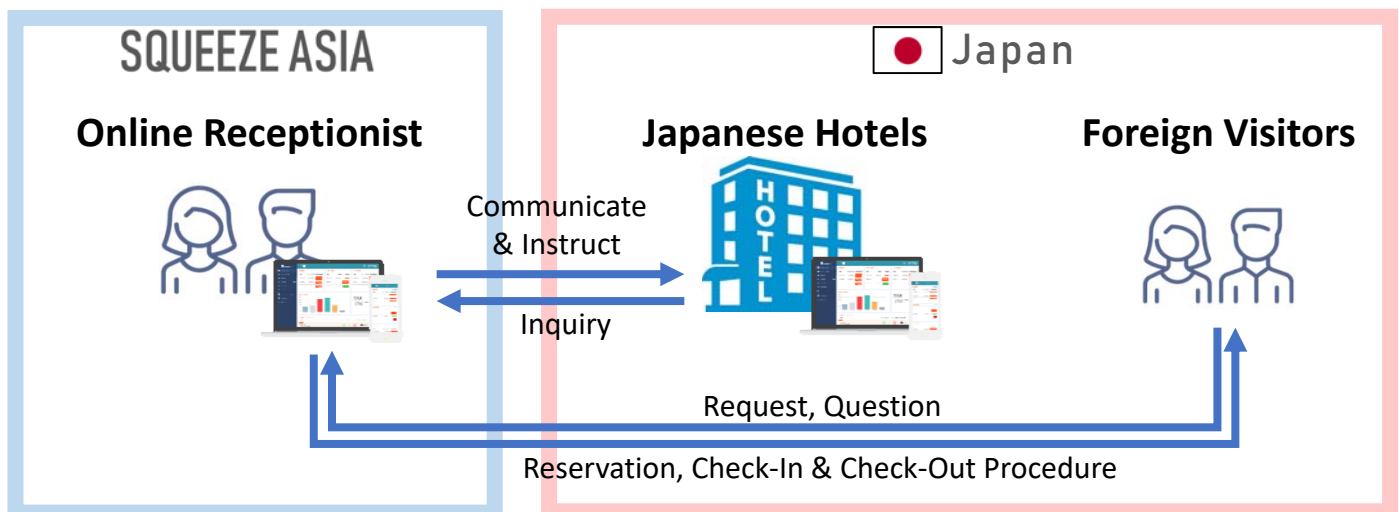 SQUEEZE ASIA
Japan
Online Receptionist
Japanese Hotels
Foreign Visitors
HOTEL
Communicate
& Instruct
Inquiry
Request, Question
Reservation, Check-In & Check-Out Procedure